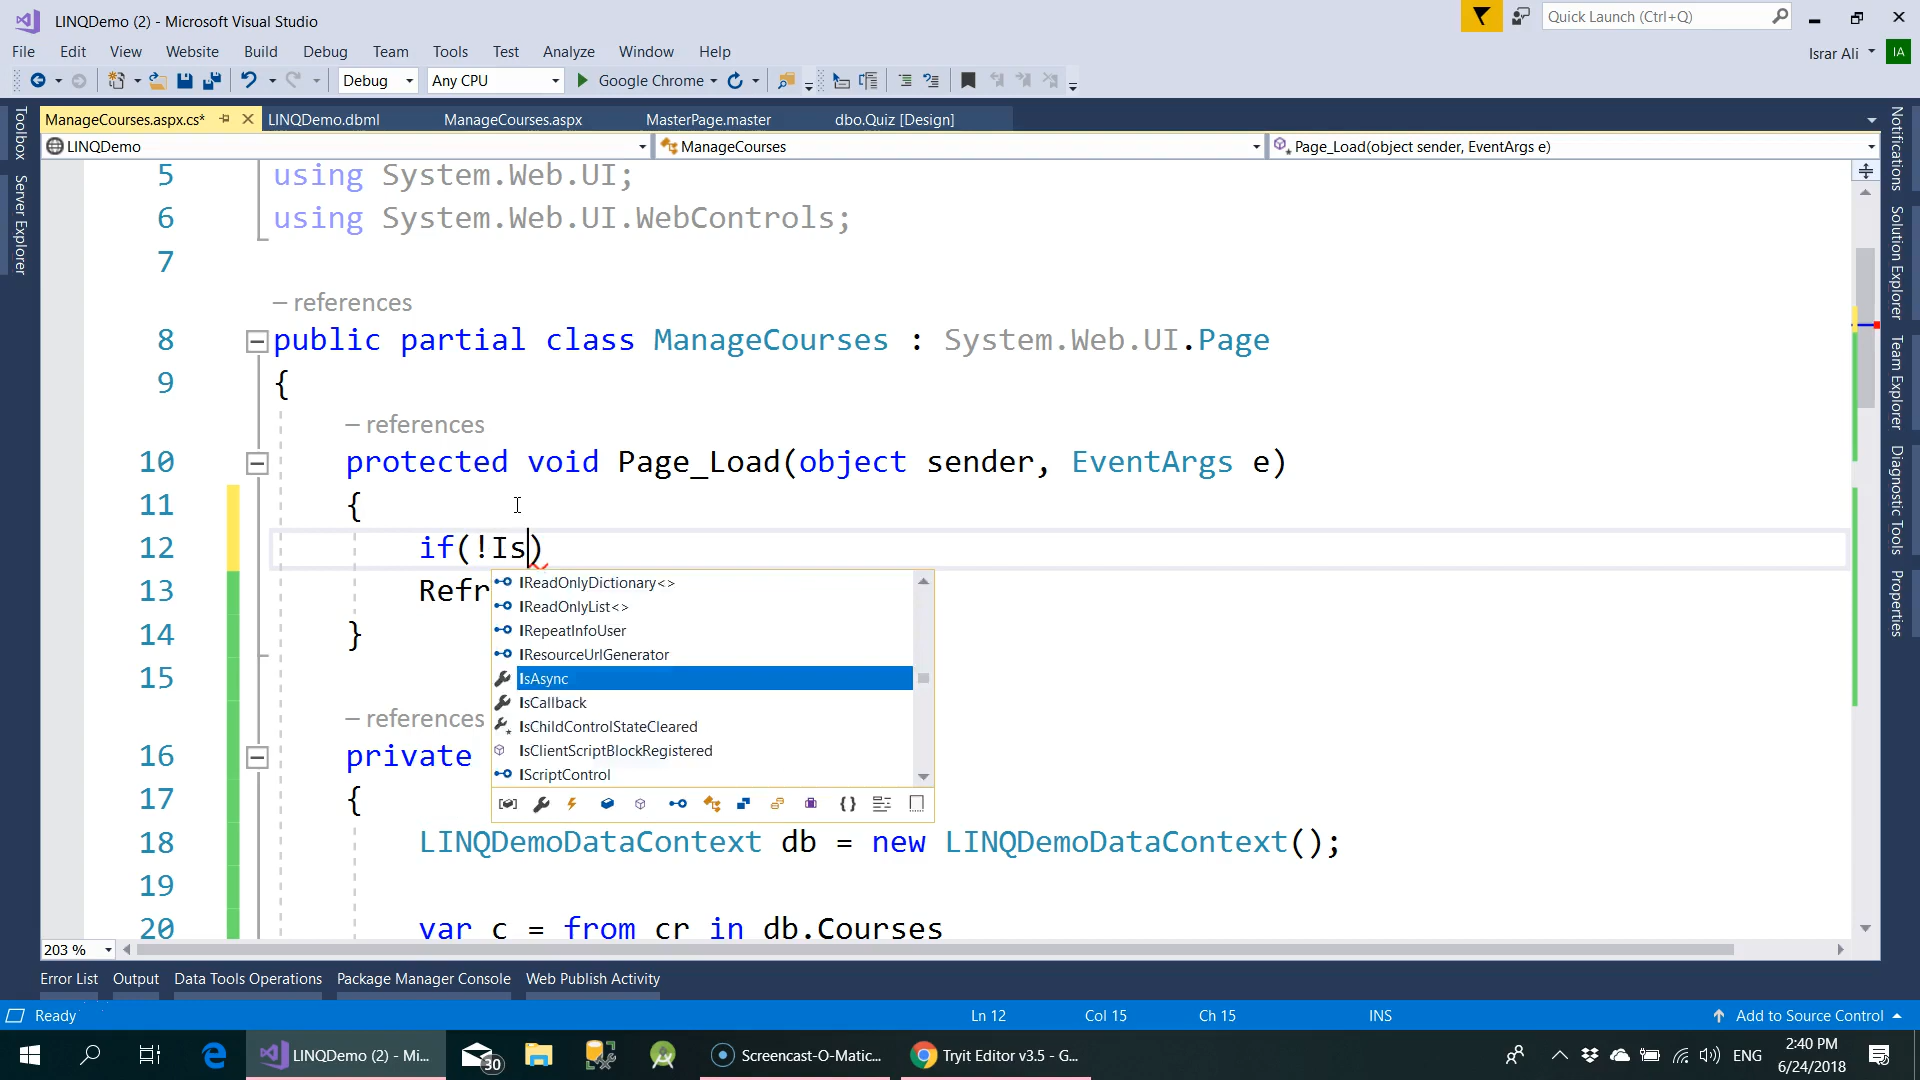 LINQDemo (2) - Microsoft Visual Studio
Quick Launch (Ctrl+Q)
File Edit View Website Build Debug Team Tools Test Analyze Window Help
Israr Ali IA
Debug Any CPU Google Chrome
ManageCourses.aspx.cs* LINQDemo.dbml ManageCourses.aspx MasterPage.master dbo.Quiz [Design]
LINQDemo ManageCourses Page_Load(object sender, EventArgs e)
Toolbox
Server Explorer
Notifications
Solution Explorer
Team Explorer
Diagnostic Tools
Properties
5 using System.Web.UI;
6 using System.Web.UI.WebControls;
7
– references
8 public partial class ManageCourses : System.Web.UI.Page
9 {
– references
10 protected void Page_Load(object sender, EventArgs e)
11 {
12 if(!Is)
13 Refr
14 }
15
– references
16 private
17 {
18 LINQDemoDataContext db = new LINQDemoDataContext();
19
20 var c = from cr in db.Courses
IReadOnlyDictionary<>
IReadOnlyList<>
IRepeatInfoUser
IResourceUrlGenerator
IsAsync
IsCallback
IsChildControlStateCleared
IsClientScriptBlockRegistered
IScriptControl
203 %
Error List Output Data Tools Operations Package Manager Console Web Publish Activity
Ready Ln 12 Col 15 Ch 15 INS Add to Source Control
LINQDemo (2) - Mi... 30 Screencast-O-Matic... Tryit Editor v3.5 - G... ENG 2:40 PM
6/24/2018